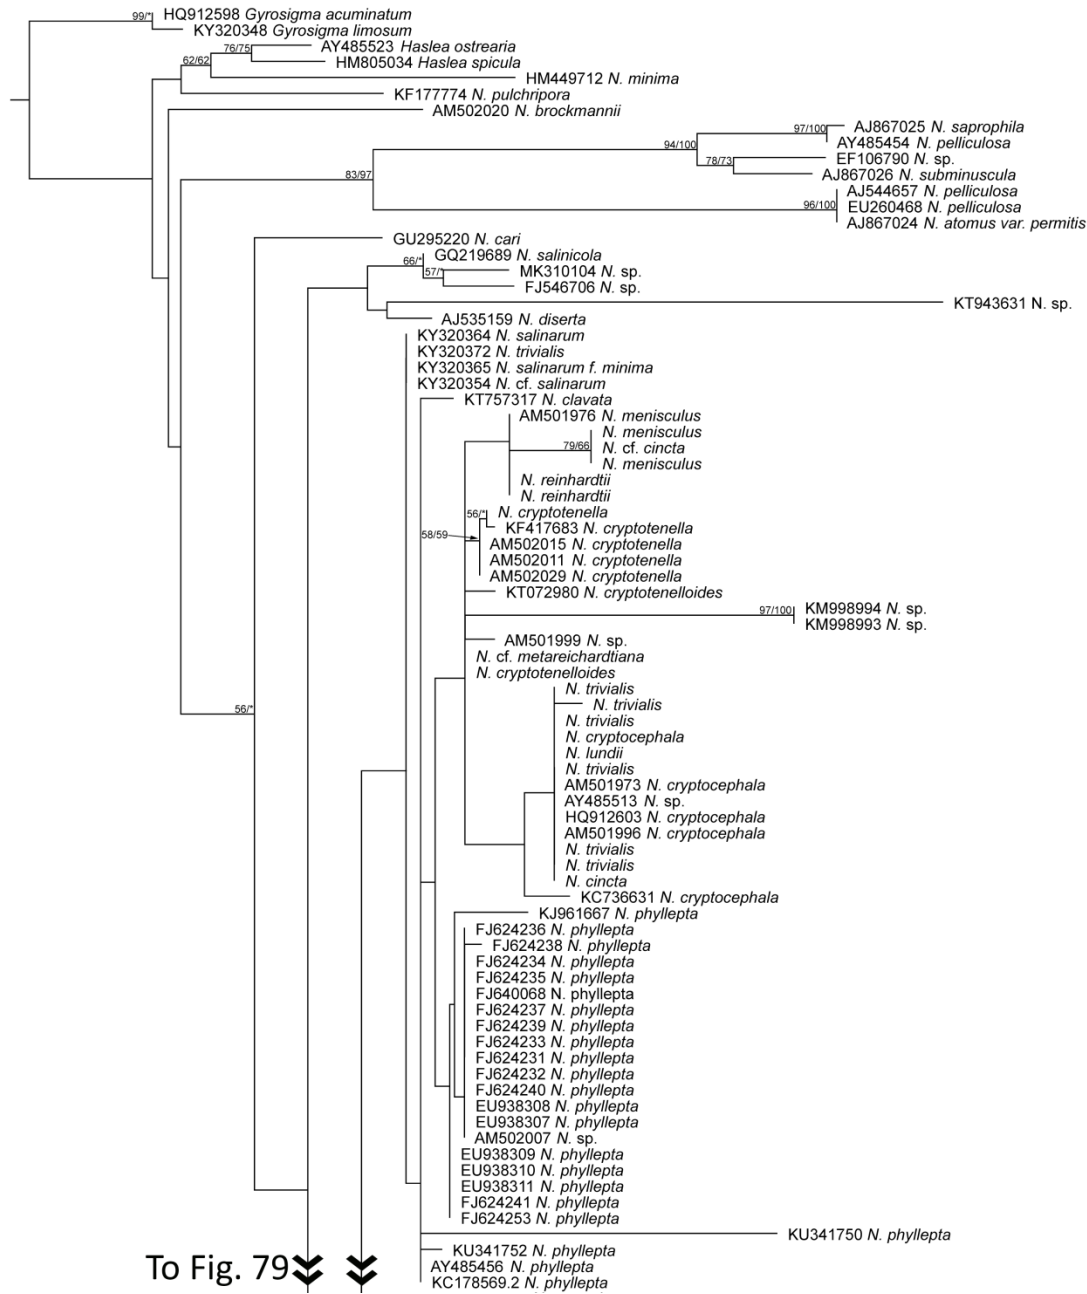 99/* HQ912598 Gyrosigma acuminatum
KY320348 Gyrosigma limosum
76/75 AY485523 Haslea ostrearia
62/62 HM805034 Haslea spicula
HM449712 N. minima
KF177774 N. pulchripora
AM502020 N. brockmannii
97/100 AJ867025 N. saprophila
94/100 AY485454 N. pelliculosa
78/73 EF106790 N. sp.
83/97 AJ867026 N. subminuscula
AJ544657 N. pelliculosa
96/100 EU260468 N. pelliculosa
AJ867024 N. atomus var. permitis
GU295220 N. cari
66/* GQ219689 N. salinicola
57/* MK310104 N. sp.
FJ546706 N. sp.
KT943631 N. sp.
AJ535159 N. diserta
KY320364 N. salinarum
KY320372 N. trivialis
KY320365 N. salinarum f. minima
KY320354 N. cf. salinarum
KT757317 N. clavata
AM501976 N. menisculus
N. menisculus
79/66 N. cf. cincta
N. menisculus
N. reinhardtii
N. reinhardtii
56/* N. cryptotenella
KF417683 N. cryptotenella
58/59 AM502015 N. cryptotenella
AM502011 N. cryptotenella
AM502029 N. cryptotenella
KT072980 N. cryptotenelloides
97/100 KM998994 N. sp.
KM998993 N. sp.
AM501999 N. sp.
N. cf. metareichardtiana
N. cryptotenelloides
N. trivialis
N. trivialis
56/* N. trivialis
N. cryptocephala
N. lundii
N. trivialis
AM501973 N. cryptocephala
AY485513 N. sp.
HQ912603 N. cryptocephala
AM501996 N. cryptocephala
N. trivialis
N. trivialis
N. cincta
KC736631 N. cryptocephala
KJ961667 N. phyllepta
FJ624236 N. phyllepta
FJ624238 N. phyllepta
FJ624234 N. phyllepta
FJ624235 N. phyllepta
FJ640068 N. phyllepta
FJ624237 N. phyllepta
FJ624239 N. phyllepta
FJ624233 N. phyllepta
FJ624231 N. phyllepta
FJ624232 N. phyllepta
FJ624240 N. phyllepta
EU938308 N. phyllepta
EU938307 N. phyllepta
AM502007 N. sp.
EU938309 N. phyllepta
EU938310 N. phyllepta
EU938311 N. phyllepta
FJ624241 N. phyllepta
FJ624253 N. phyllepta
KU341750 N. phyllepta
KU341752 N. phyllepta
To Fig. 79 AY485456 N. phyllepta
KC178569.2 N. phyllepta